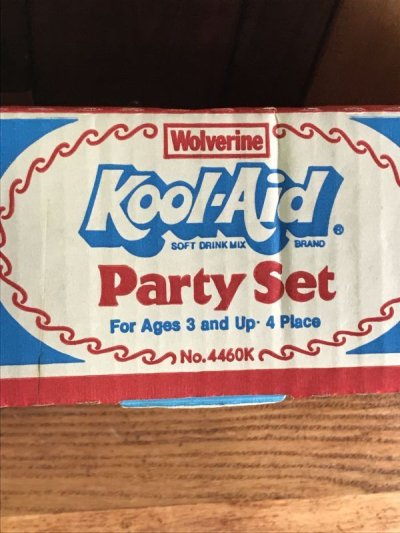 Wolverine
Kool-Aid®
SOFT DRINK MIX BRAND
Party Set
For Ages 3 and Up· 4 Place
No. 4460K